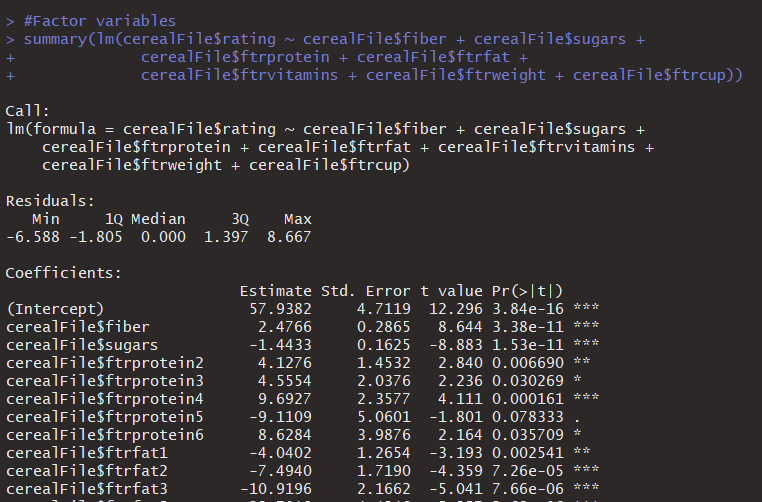 > #Factor variables
> summary(lm(cerealFile$rating ~ cerealFile$fiber + cerealFile$sugars +
+ cerealFile$ftrprotein + cerealFile$ftrfat +
+ cerealFile$ftrvitamins + cerealFile$ftrweight + cerealFile$ftrcup))
Call:
lm(formula = cerealFile$rating ~ cerealFile$fiber + cerealFile$sugars +
cerealFile$ftrprotein + cerealFile$ftrfat + cerealFile$ftrvitamins +
cerealFile$ftrweight + cerealFile$ftrcup)
Residuals:
Min 1Q Median 3Q Max
-6.588 -1.805 0.000 1.397 8.667
Coefficients:
Estimate Std. Error t value Pr(>|t|)
(Intercept) 57.9382 4.7119 12.296 3.84e-16 ***
cerealFile$fiber 2.4766 0.2865 8.644 3.38e-11 ***
cerealFile$sugars -1.4433 0.1625 -8.883 1.53e-11 ***
cerealFile$ftrprotein2 4.1276 1.4532 2.840 0.006690 **
cerealFile$ftrprotein3 4.5554 2.0376 2.236 0.030269 *
cerealFile$ftrprotein4 9.6927 2.3577 4.111 0.000161 ***
cerealFile$ftrprotein5 -9.1109 5.0601 -1.801 0.078333 .
cerealFile$ftrprotein6 8.6284 3.9876 2.164 0.035709 *
cerealFile$ftrfat1 -4.0402 1.2654 -3.193 0.002541 **
cerealFile$ftrfat2 -7.4940 1.7190 -4.359 7.26e-05 ***
cerealFile$ftrfat3 -10.9196 2.1662 -5.041 7.66e-06 ***